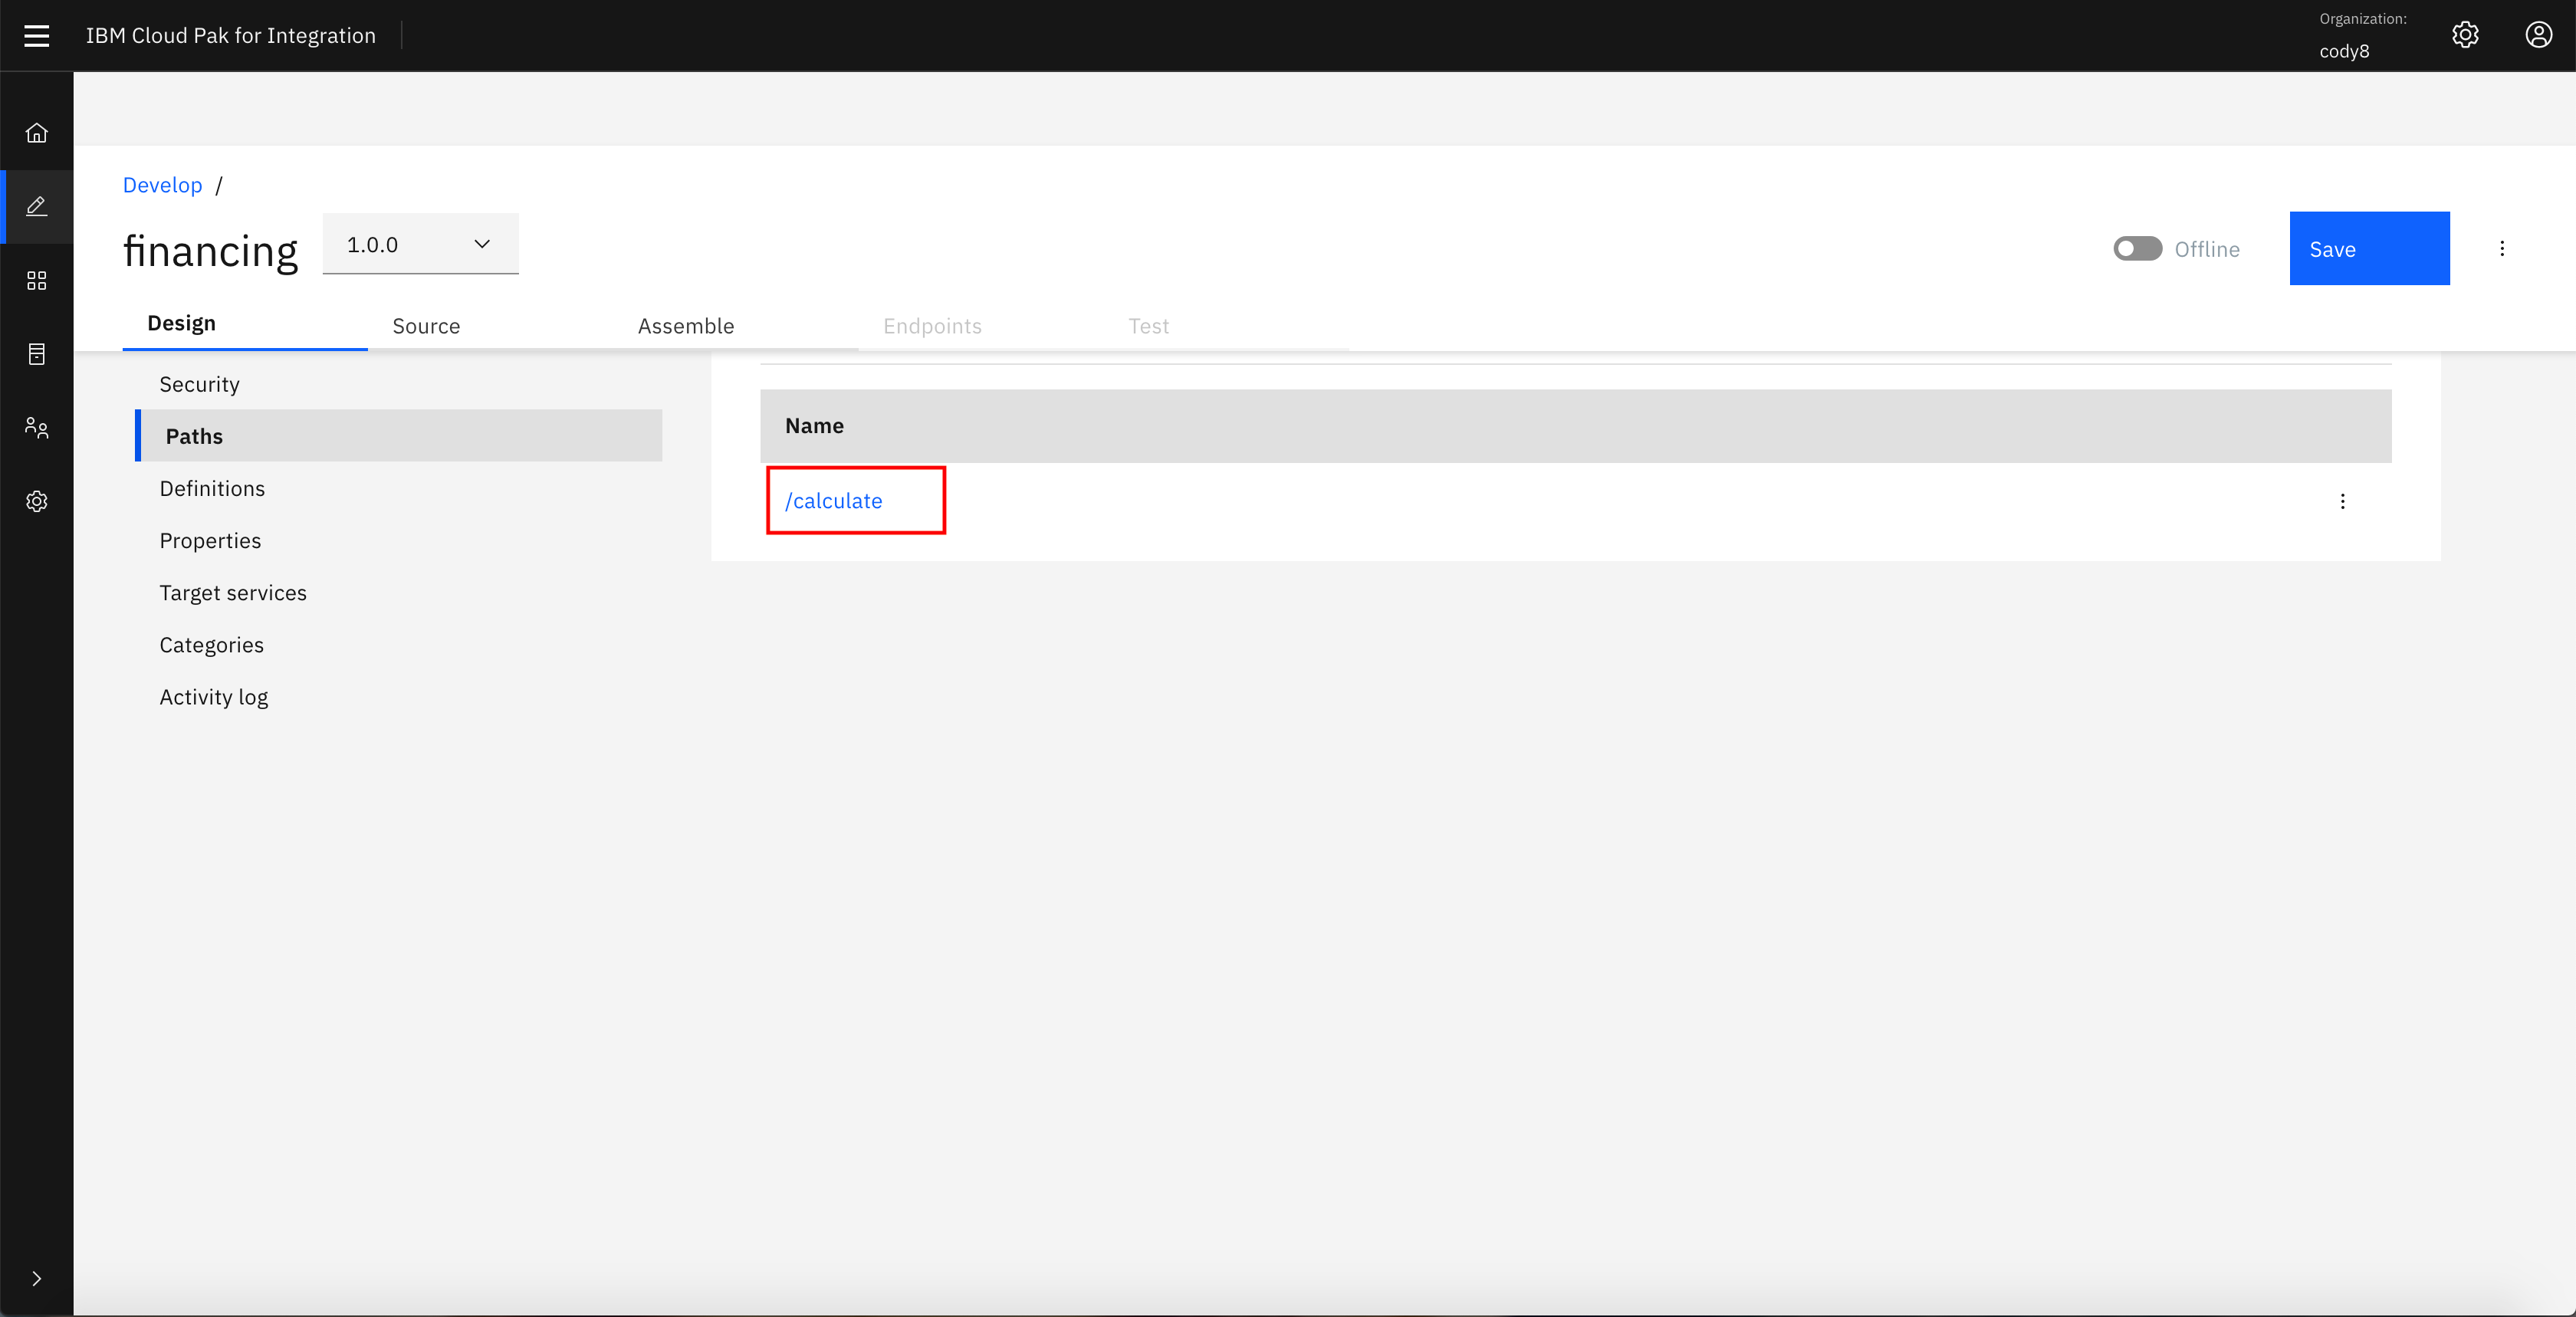 IBM Cloud Pak for Integration
Organization:
cody8
Develop /
financing
1.0.0
Offline
Save
Design
Source
Assemble
Endpoints
Test
Security
Paths
Definitions
Properties
Target services
Categories
Activity log
Name
/calculate